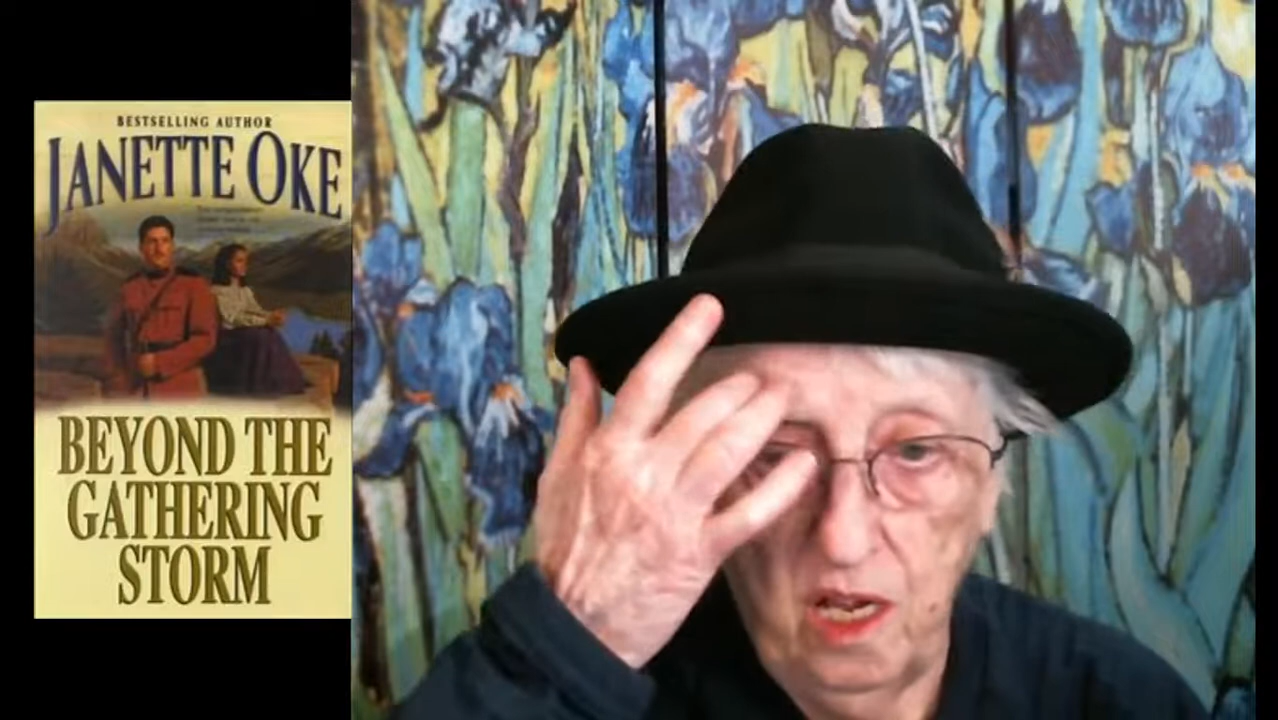 BESTSELLING AUTHOR
JANETTE OKE
BEYOND THE
GATHERING
STORM